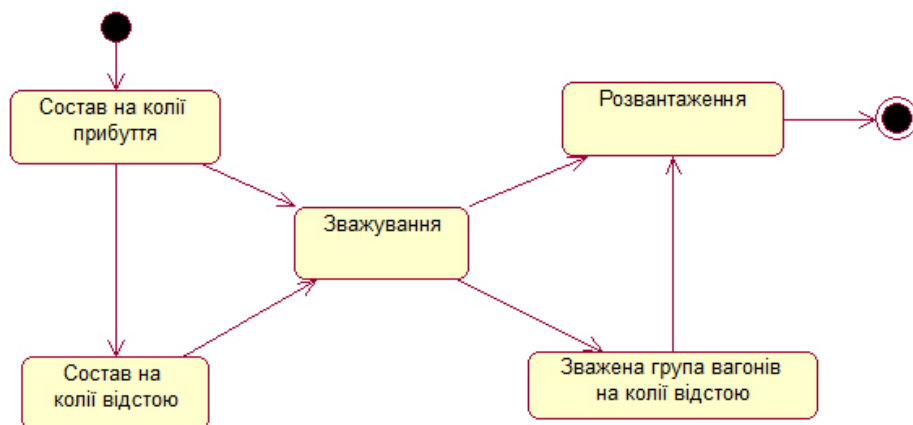 Состав на колії
прибуття
Розвантаження
Зважування
Состав на
колії відстою
Зважена група вагонів
на колії відстою